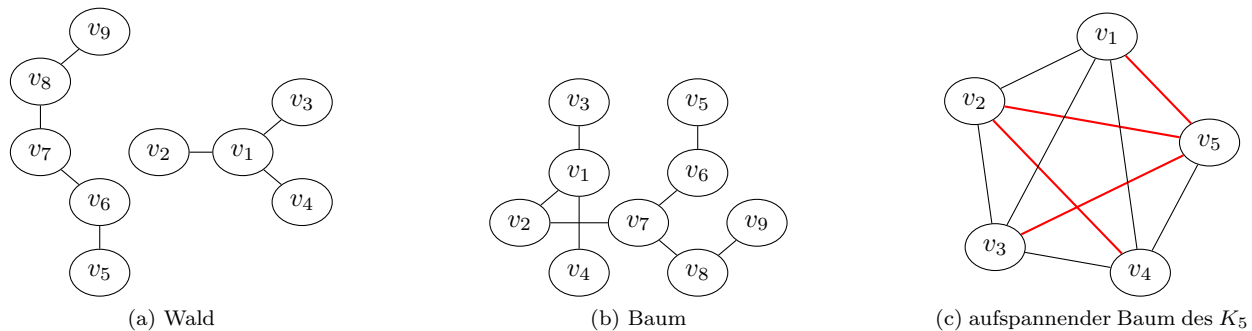 v₉
v₈
v₇
v₆
v₅
v₃
v₂
v₁
v₄
(a) Wald
v₃
v₅
v₁
v₆
v₂
v₇
v₉
v₄
v₈
(b) Baum
v₁
v₂
v₅
v₃
v₄
(c) aufspannender Baum des K₅